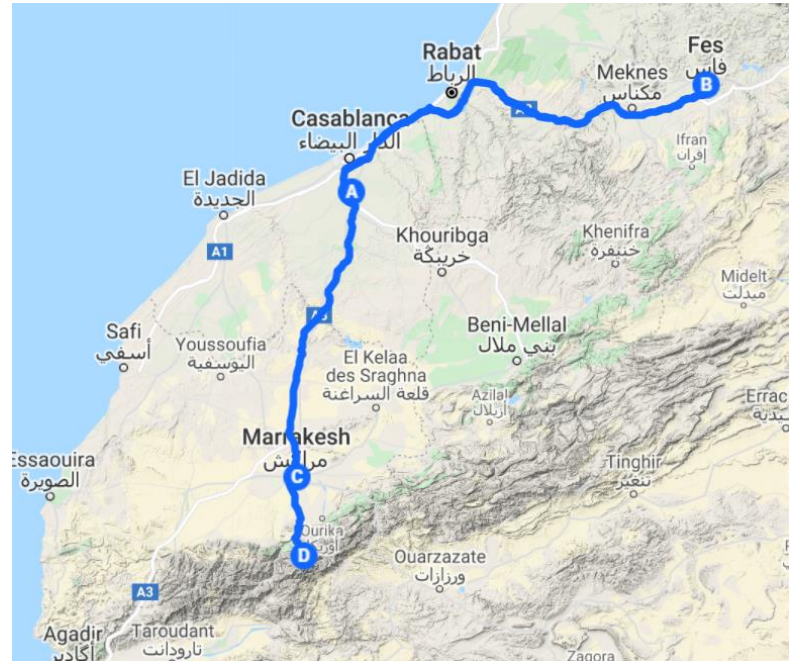 Rabat
الرباط
Fes
فاس
B
Meknes
مكناس
Casablanca
الدار البيضاء
Ifran
إفران
El Jadida
الجديدة
A
Khouribga
خريبڭة
Khenifra
خنيفرة
A1
Midelt
ميدلت
Safi
أسفي
Youssoufia
اليوسفية
Beni-Mellal
بني ملال
El Kelaa
des Sraghna
قلعة السراغنة
Azilal
أزيلال
Errac
Marrakesh
مراكش
C
Essaouira
الصويرة
Tinghir
تنغير
Ourika
D
Ouarzazate
ورزازات
A3
Agadir
أڭادير
Taroudant
تارودانت
Zagora